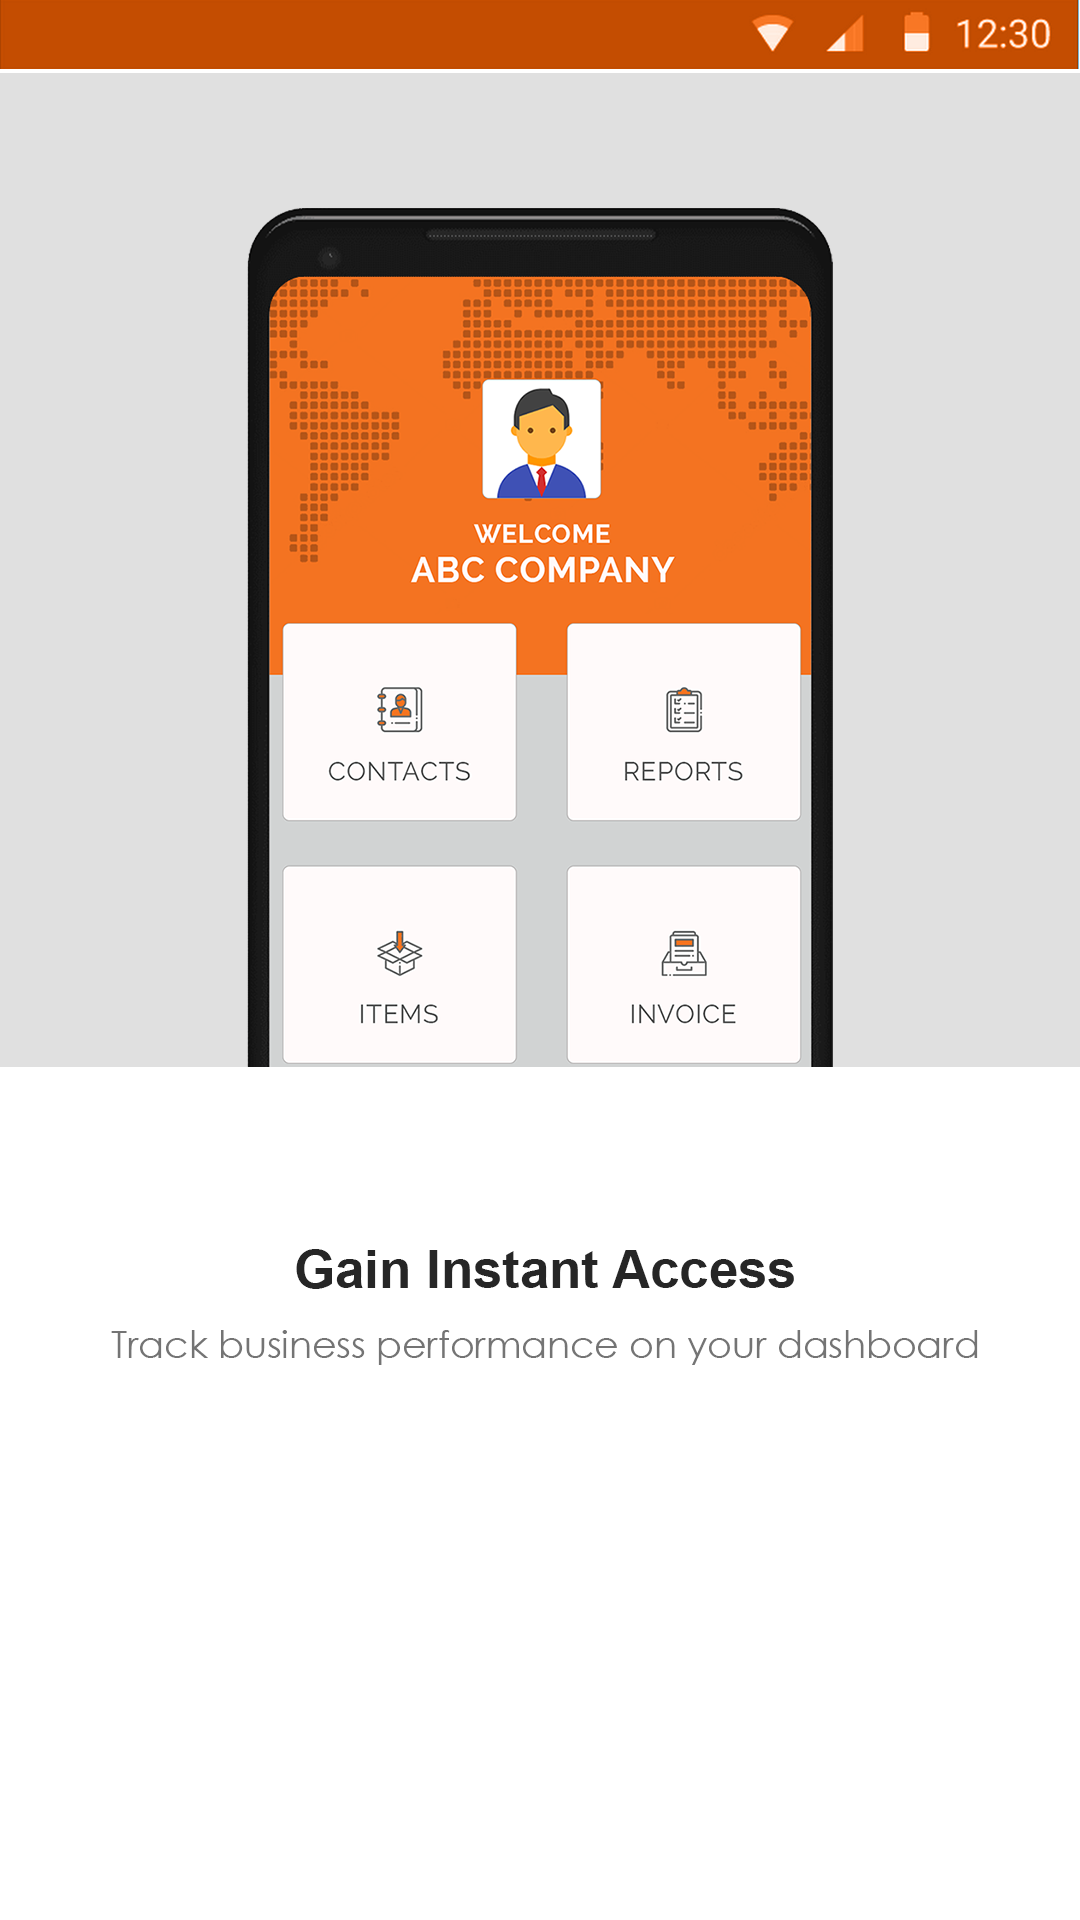 12:30
WELCOME
ABC COMPANY
CONTACTS
REPORTS
ITEMS
INVOICE
Gain Instant Access
Track business performance on your dashboard